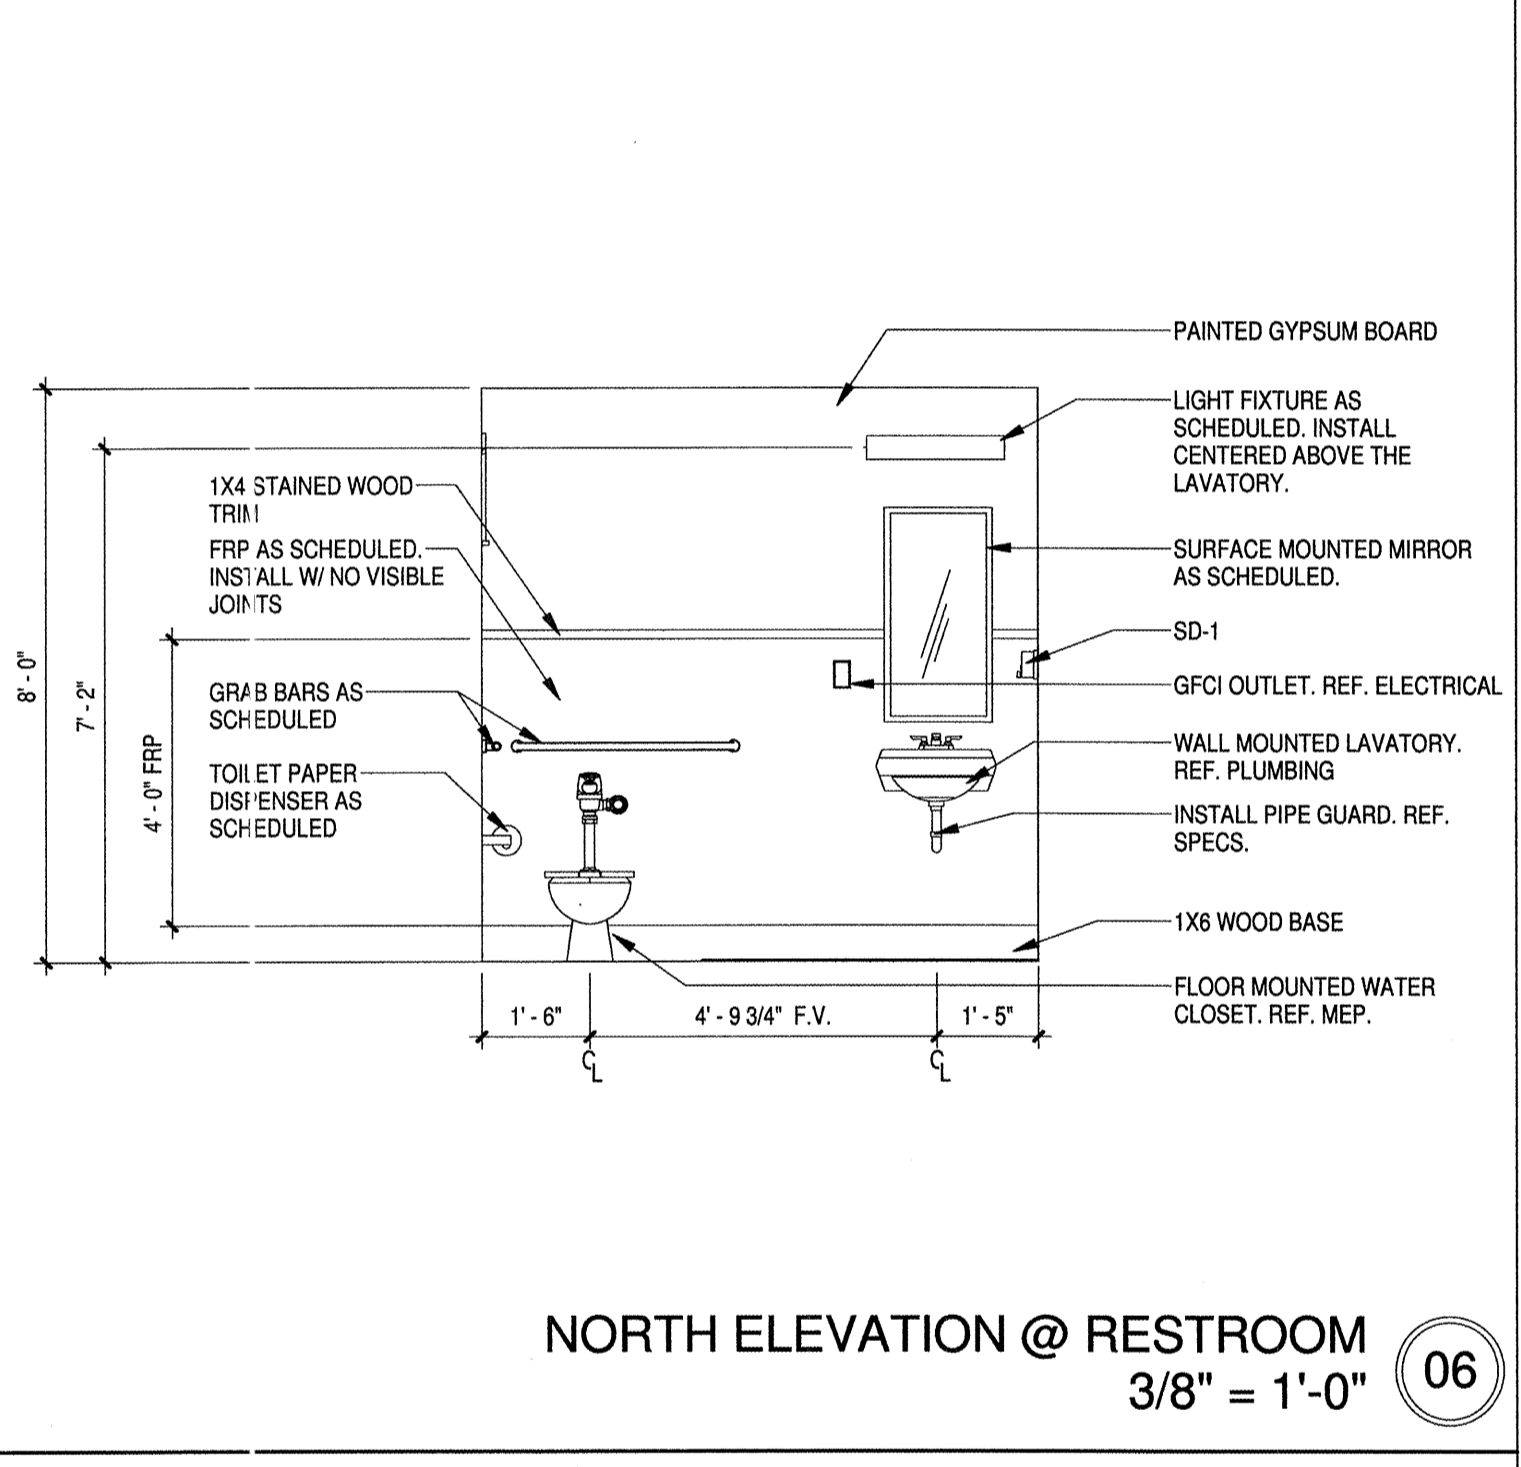 PAINTED GYPSUM BOARD
LIGHT FIXTURE AS
SCHEDULED. INSTALL
CENTERED ABOVE THE
LAVATORY.
1X4 STAINED WOOD
TRIM
FRP AS SCHEDULED.
INSTALL W/ NO VISIBLE
JOINTS
SURFACE MOUNTED MIRROR
AS SCHEDULED.
SD-1
GFCI OUTLET. REF. ELECTRICAL
8' - 0"
7' - 2"
4' - 0" FRP
GRAB BARS AS
SCHEDULED
TOILET PAPER
DISPENSER AS
SCHEDULED
WALL MOUNTED LAVATORY.
REF. PLUMBING
INSTALL PIPE GUARD. REF.
SPECS.
1X6 WOOD BASE
FLOOR MOUNTED WATER
CLOSET. REF. MEP.
1' - 6"
4' - 9 3/4" F.V.
1' - 5"
CL
CL
NORTH ELEVATION @ RESTROOM
3/8" = 1'-0"
06